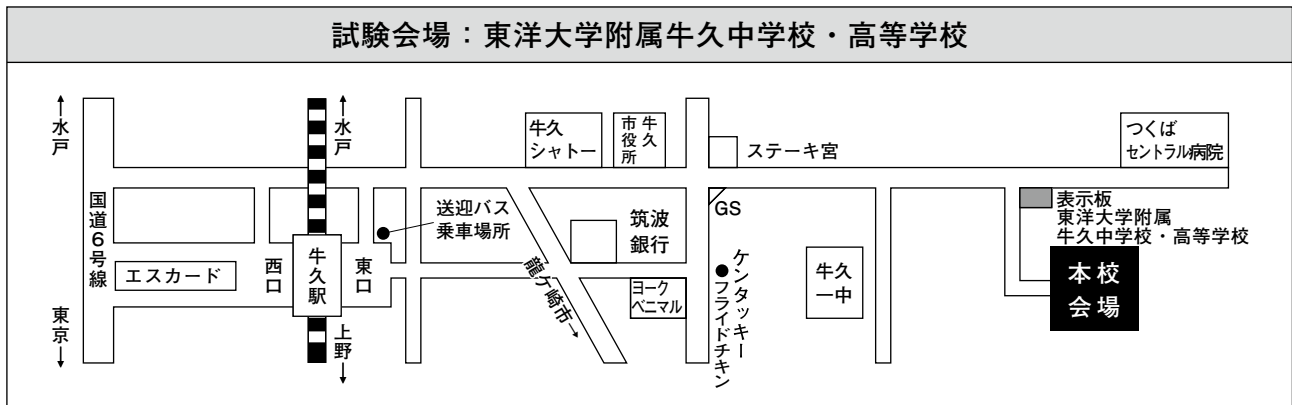 試験会場：東洋大学附属牛久中学校・高等学校
←水戸
国道6号線
東京→
←水戸
牛久駅
上野→
西口
東口
エスカード
送迎バス
乗車場所
牛久
シャトー
牛久
市役所
ステーキ宮
つくば
セントラル病院
龍ケ崎市→
筑波
銀行
ヨーク
ベニマル
GS
ケンタッキー
フライドチキン
牛久
一中
表示板
東洋大学附属
牛久中学校・高等学校
本校
会場